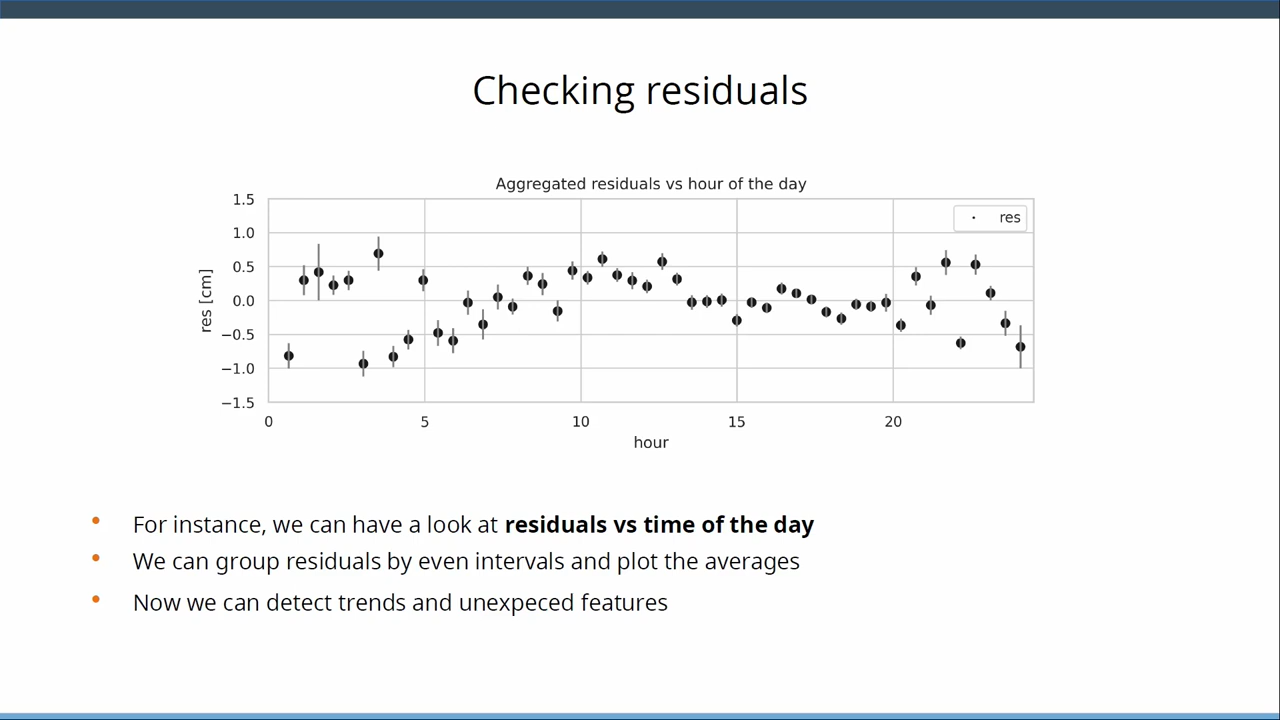 Checking residuals
Aggregated residuals vs hour of the day
res
1.5
1.0
0.5
0.0
−0.5
−1.0
−1.5
res [cm]
0 5 10 15 20
hour
• For instance, we can have a look at residuals vs time of the day
• We can group residuals by even intervals and plot the averages
• Now we can detect trends and unexpeced features